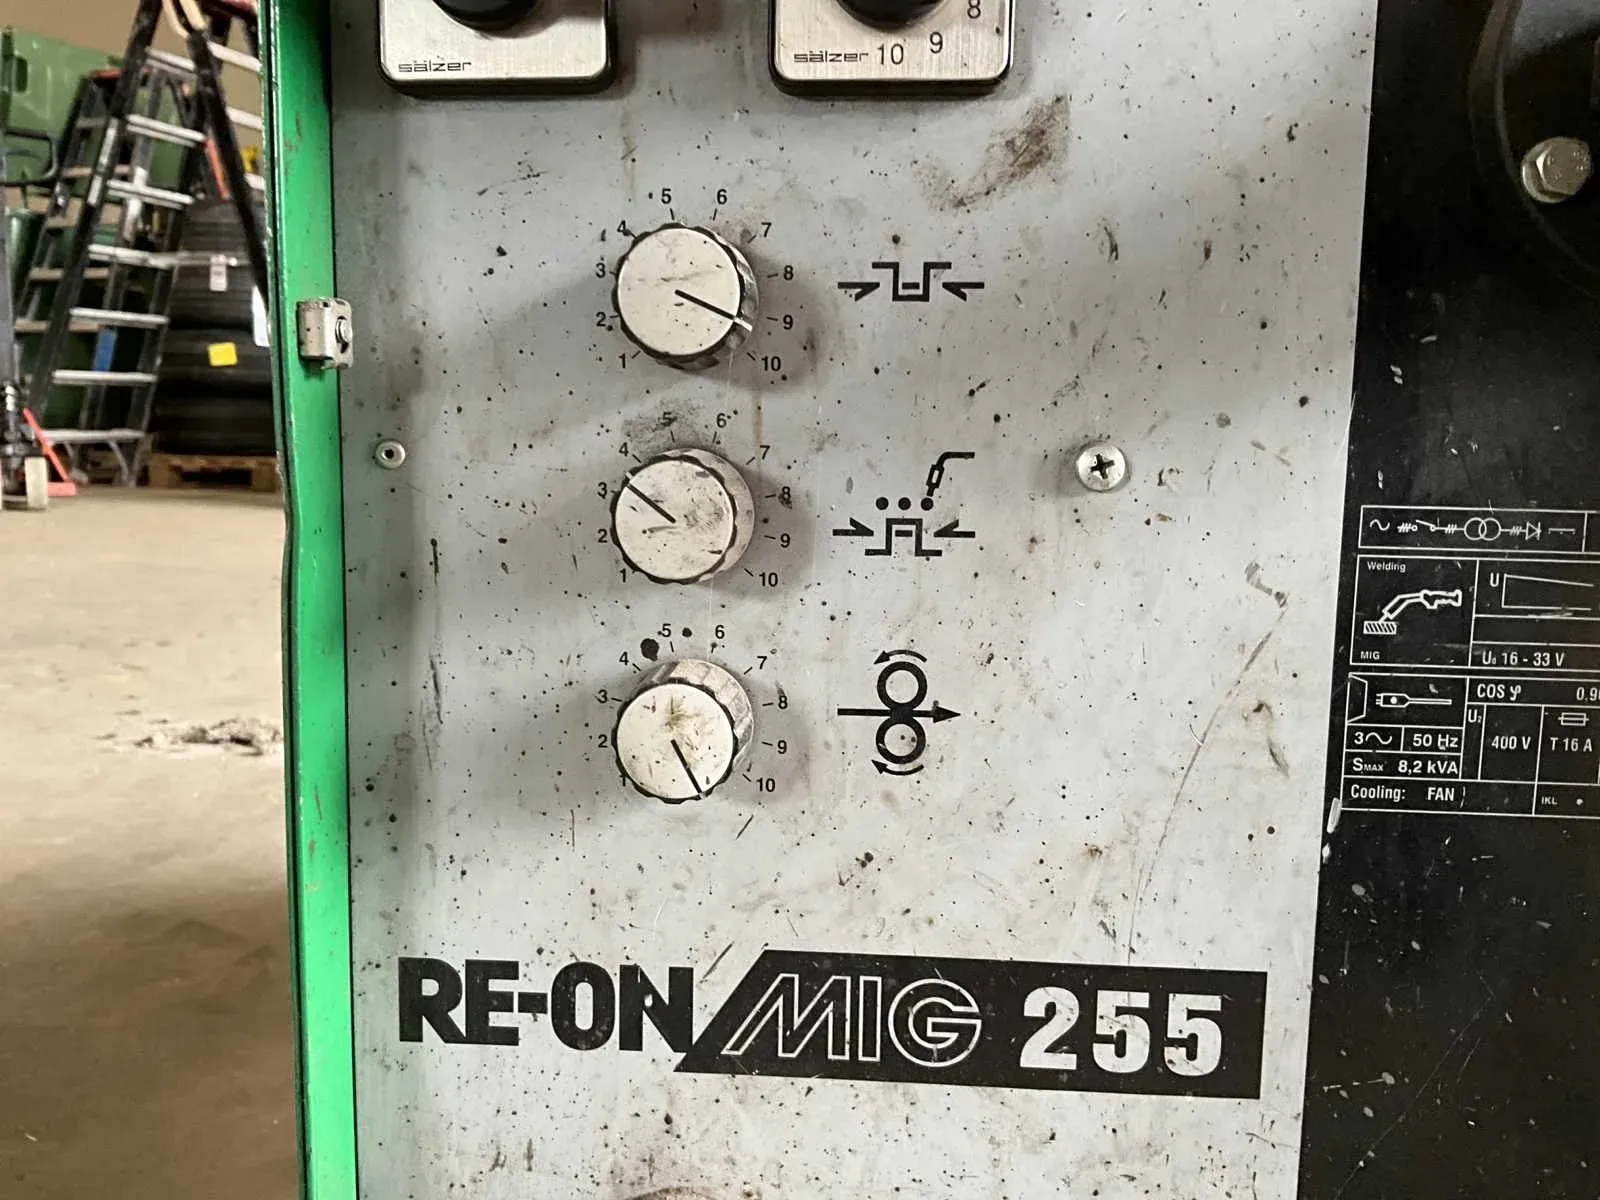 sälzer
8
sälzer 10 9
5 6
4 7
3 8
2 9
1 10
5 6
4 7
3 8
2 9
1 10
5 6
4 7
3 8
2 9
1 10
RE-ON MIG 255
Welding
MIG
U
U₀ 16 - 33 V
COS φ
3~ 50 Hz
U₁ 400 V
T 16 A
SMAX 8,2 kVA
Cooling: FAN
IKL